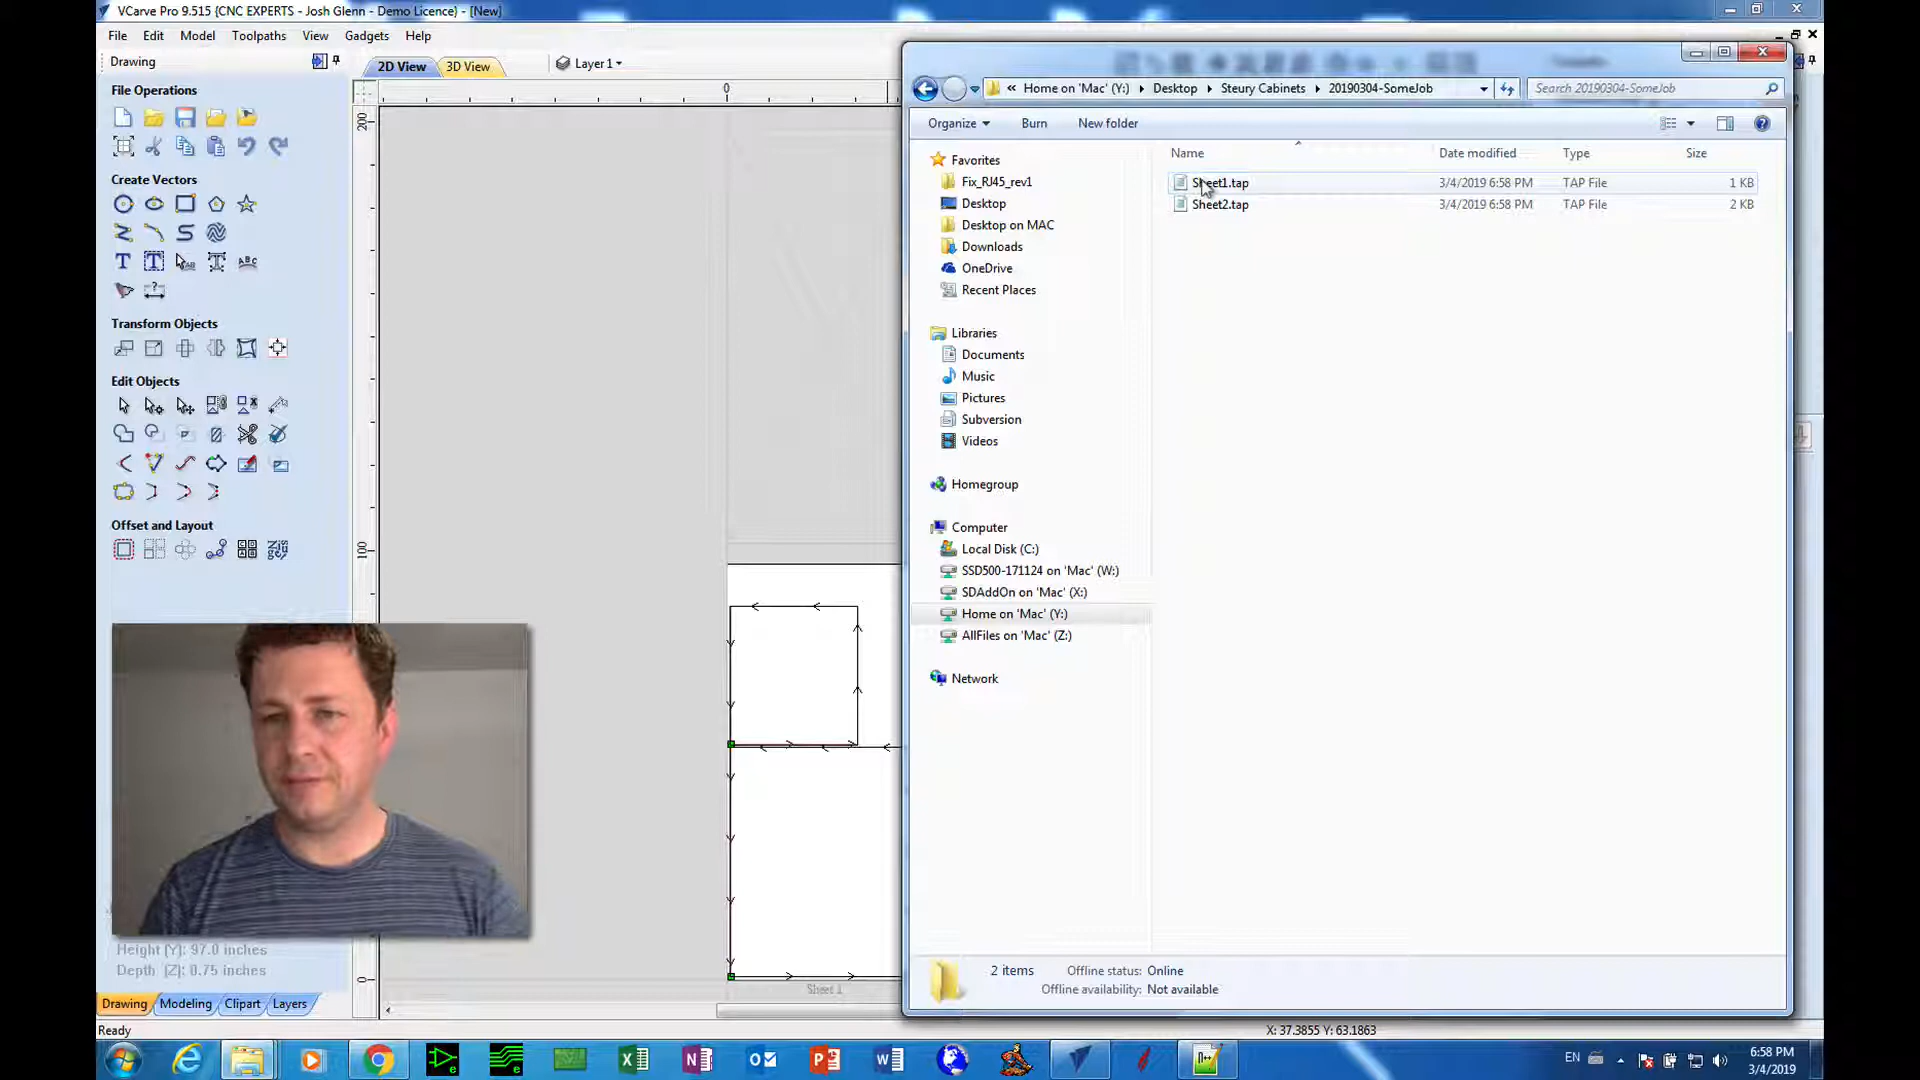 VCarve Pro 9.515 {CNC EXPERTS - Josh Glenn - Demo Licence} - [New]
File Edit Model Toolpaths View Gadgets Help
Drawing
2D View 3D View Layer 1
File Operations
Create Vectors
Transform Objects
Edit Objects
Offset and Layout
Height (Y): 97.0 inches
Depth (Z): 0.75 inches
Drawing Modeling Clipart Layers
Ready
X: 37.3855 Y: 63.1863
0
200
100
0
Sheet 1
« Home on 'Mac' (Y:) Desktop Steury Cabinets 20190304-SomeJob
Search 20190304-SomeJob
Organize Burn New folder
Name Date modified Type Size
Sheet1.tap 3/4/2019 6:58 PM TAP File 1 KB
Sheet2.tap 3/4/2019 6:58 PM TAP File 2 KB
Favorites
Fix_RJ45_rev1
Desktop
Desktop on MAC
Downloads
OneDrive
Recent Places
Libraries
Documents
Music
Pictures
Subversion
Videos
Homegroup
Computer
Local Disk (C:)
SSD500-171124 on 'Mac' (W:)
SDAddOn on 'Mac' (X:)
Home on 'Mac' (Y:)
AllFiles on 'Mac' (Z:)
Network
2 items Offline status: Online
Offline availability: Not available
EN
6:58 PM
3/4/2019